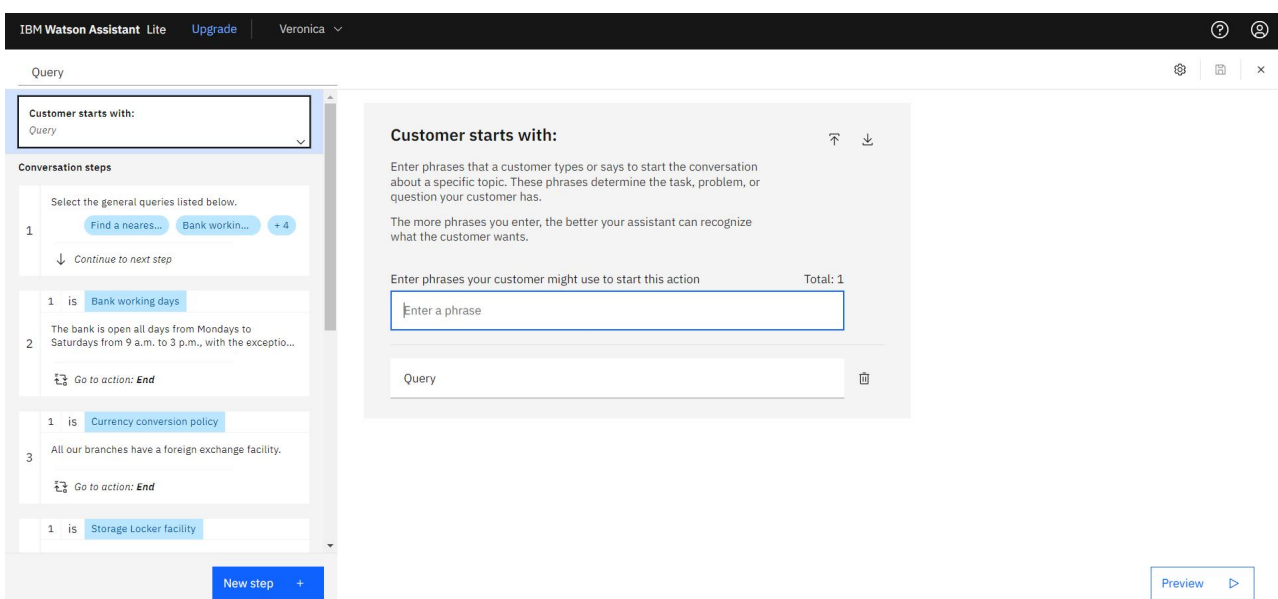 IBM Watson Assistant Lite Upgrade Veronica
Query
Customer starts with:
Query
Conversation steps
1
Select the general queries listed below.
Find a neares... Bank workin... + 4
Continue to next step
1 is Bank working days
2
The bank is open all days from Mondays to
Saturdays from 9 a.m. to 3 p.m., with the exceptio...
Go to action: End
1 is Currency conversion policy
3
All our branches have a foreign exchange facility.
Go to action: End
1 is Storage Locker facility
New step +
Customer starts with:
Enter phrases that a customer types or says to start the conversation
about a specific topic. These phrases determine the task, problem, or
question your customer has.
The more phrases you enter, the better your assistant can recognize
what the customer wants.
Enter phrases your customer might use to start this action Total: 1
Enter a phrase
Query
Preview